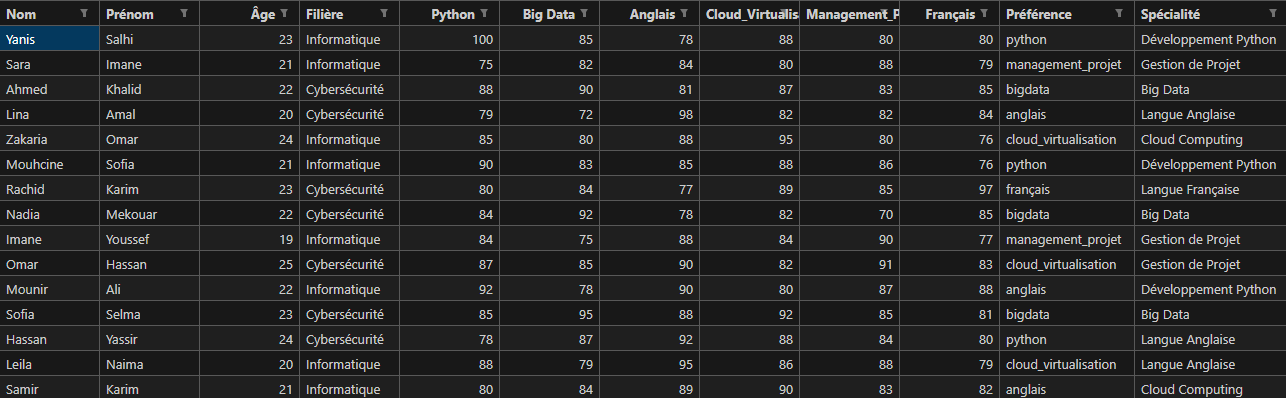 Nom Prénom Âge Filière Python Big Data Anglais Cloud_Virtualis Management_P Français Préférence Spécialité
Yanis Salhi 23 Informatique 100 85 78 88 80 80 python Développement Python
Sara Imane 21 Informatique 75 82 84 80 88 79 management_projet Gestion de Projet
Ahmed Khalid 22 Cybersécurité 88 90 81 87 83 85 bigdata Big Data
Lina Amal 20 Cybersécurité 79 72 98 82 82 84 anglais Langue Anglaise
Zakaria Omar 24 Informatique 85 80 88 95 80 76 cloud_virtualisation Cloud Computing
Mouhcine Sofia 21 Informatique 90 83 85 88 86 76 python Développement Python
Rachid Karim 23 Cybersécurité 80 84 77 89 85 97 français Langue Française
Nadia Mekouar 22 Cybersécurité 84 92 78 82 70 85 bigdata Big Data
Imane Youssef 19 Informatique 84 75 88 84 90 77 management_projet Gestion de Projet
Omar Hassan 25 Cybersécurité 87 85 90 82 91 83 cloud_virtualisation Gestion de Projet
Mounir Ali 22 Informatique 92 78 90 80 87 88 anglais Développement Python
Sofia Selma 23 Cybersécurité 85 95 88 92 85 81 bigdata Big Data
Hassan Yassir 24 Cybersécurité 78 87 92 88 84 80 python Langue Anglaise
Leila Naima 20 Informatique 88 79 95 86 88 79 cloud_virtualisation Langue Anglaise
Samir Karim 21 Informatique 80 84 89 90 83 82 anglais Cloud Computing